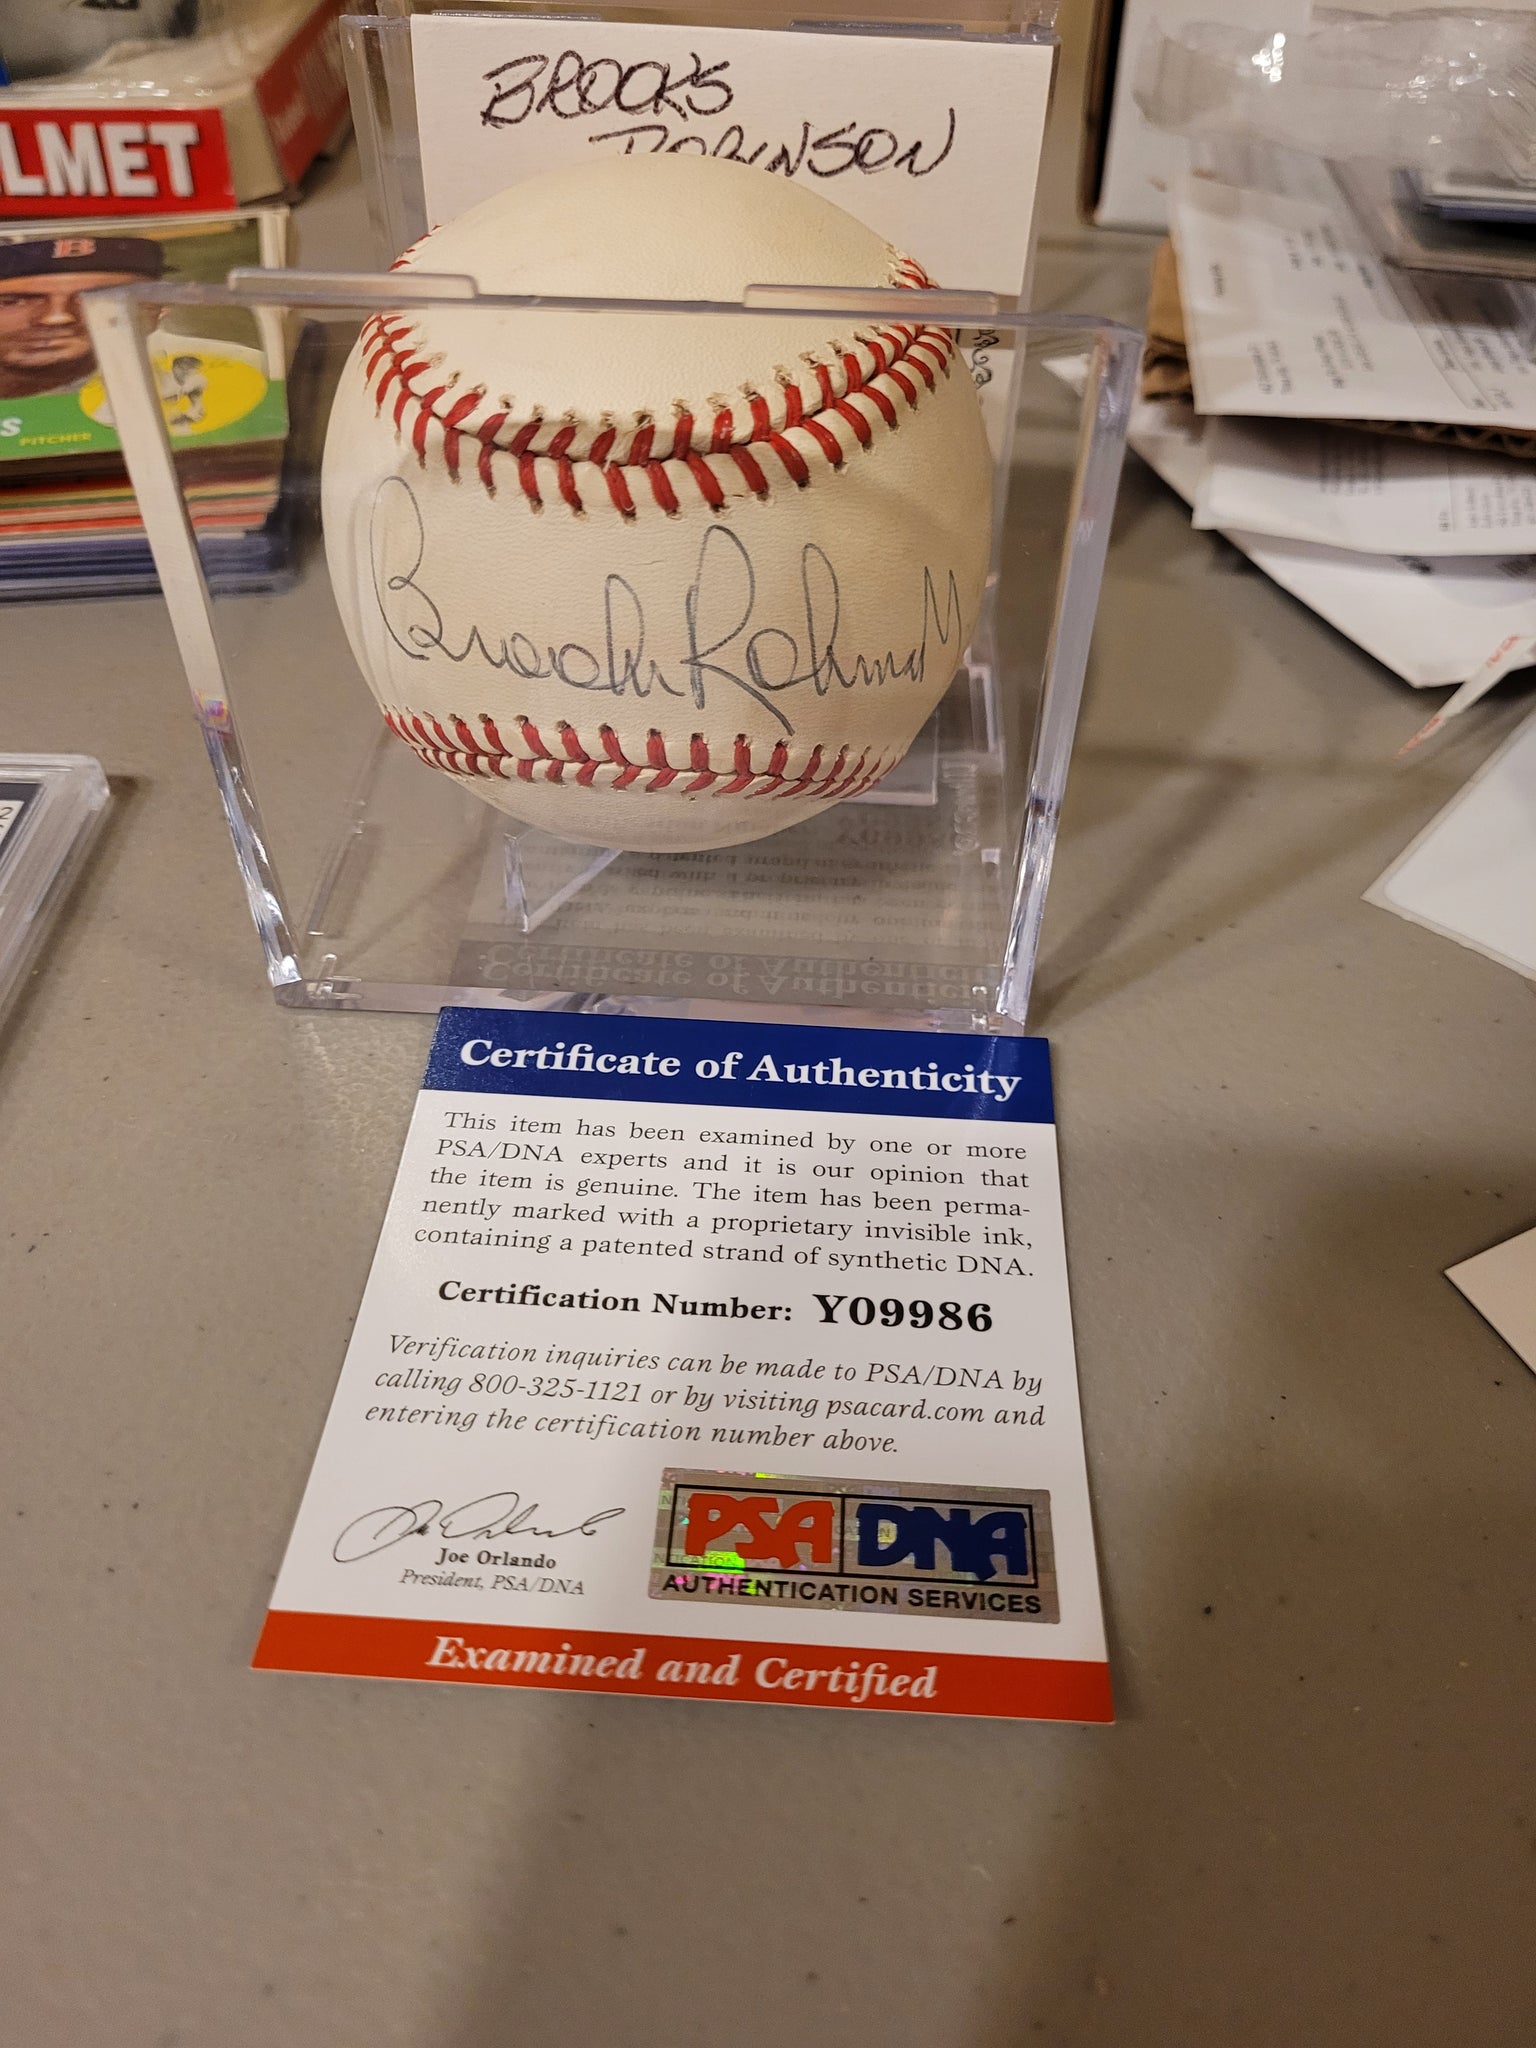 BROOKS
ROBINSON
LMET
B
S PITCHER
Brooks Robinson
Certificate of Authenticity
This item has been examined by one or more
PSA/DNA experts and it is our opinion that
the item is genuine. The item has been perma-
nently marked with a proprietary invisible ink,
containing a patented strand of synthetic DNA.
Certification Number: Y09986
Verification inquiries can be made to PSA/DNA by
calling 800-325-1121 or by visiting psacard.com and
entering the certification number above.
Joe Orlando
President, PSA/DNA
PSA DNA
AUTHENTICATION SERVICES
Examined and Certified